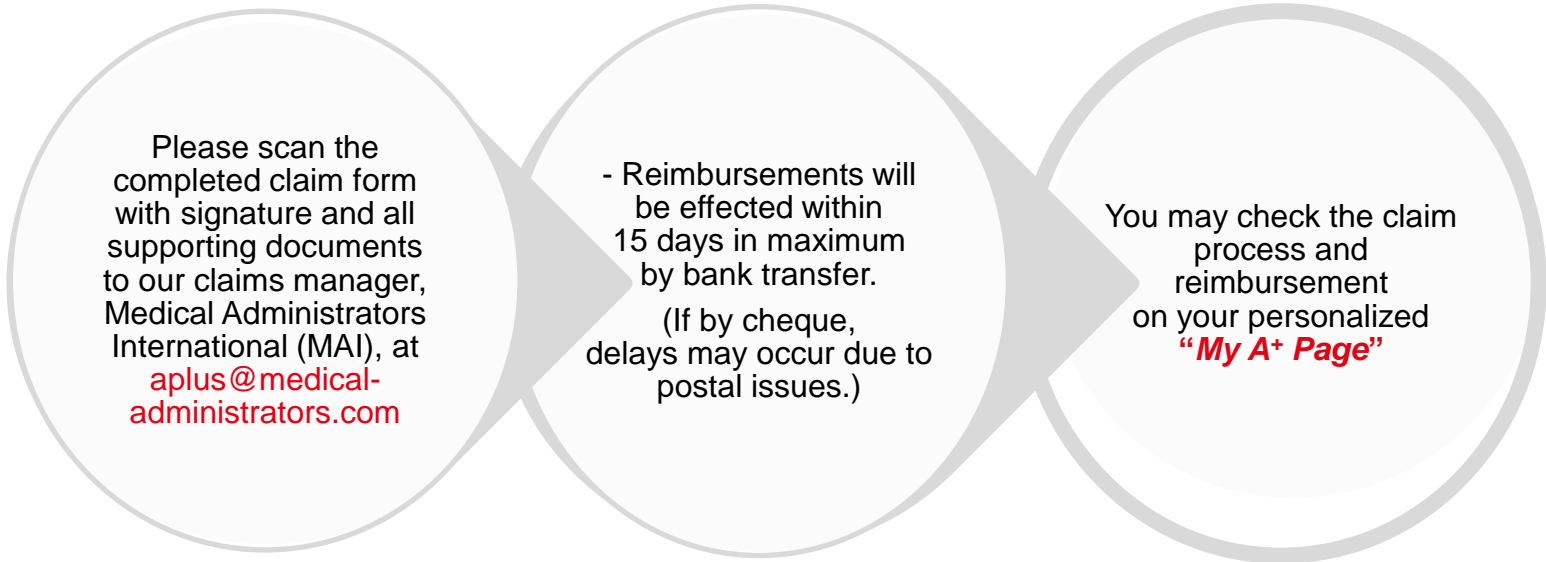 Please scan the
completed claim form
with signature and all
supporting documents
to our claims manager,
Medical Administrators
International (MAI), at
aplus@medical-
administrators.com
- Reimbursements will
be effected within
15 days in maximum
by bank transfer.
(If by cheque,
delays may occur due to
postal issues.)
You may check the claim
process and
reimbursement
on your personalized
“My A⁺ Page”